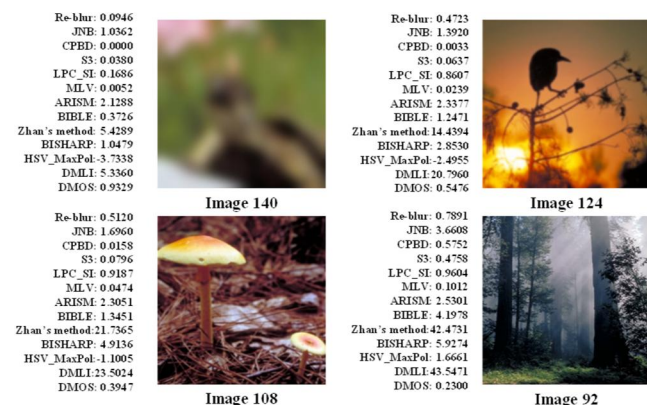 Re-blur: 0.0946
JNB: 1.0362
CPBD: 0.0000
S3: 0.0380
LPC_SI: 0.1686
MLV: 0.0052
ARISM: 2.1288
BIBLE: 0.3726
Zhan's method: 5.4289
BISHARP: 1.0479
HSV_MaxPol:-3.7338
DMLI: 5.3360
DMOS: 0.9329
Image 140
Re-blur: 0.4723
JNB: 1.3920
CPBD: 0.0033
S3: 0.0637
LPC_SI: 0.8607
MLV: 0.0239
ARISM: 2.3377
BIBLE: 1.2471
Zhan's method:14.4394
BISHARP: 2.8530
HSV_MaxPol:-2.4955
DMLI:20.7960
DMOS: 0.5476
Image 124
Re-blur: 0.5120
JNB: 1.6960
CPBD: 0.0158
S3: 0.0796
LPC_SI: 0.9187
MLV: 0.0474
ARISM: 2.3051
BIBLE: 1.3451
Zhan's method:21.7365
BISHARP: 4.9136
HSV_MaxPol:-1.1005
DMLI:23.5024
DMOS: 0.3947
Image 108
Re-blur: 0.7891
JNB: 3.6608
CPBD: 0.5752
S3: 0.4758
LPC_SI: 0.9604
MLV: 0.1012
ARISM: 2.5301
BIBLE: 4.1978
Zhan's method:42.4731
BISHARP: 5.9274
HSV_MaxPol: 1.6661
DMLI:43.5471
DMOS: 0.2300
Image 92